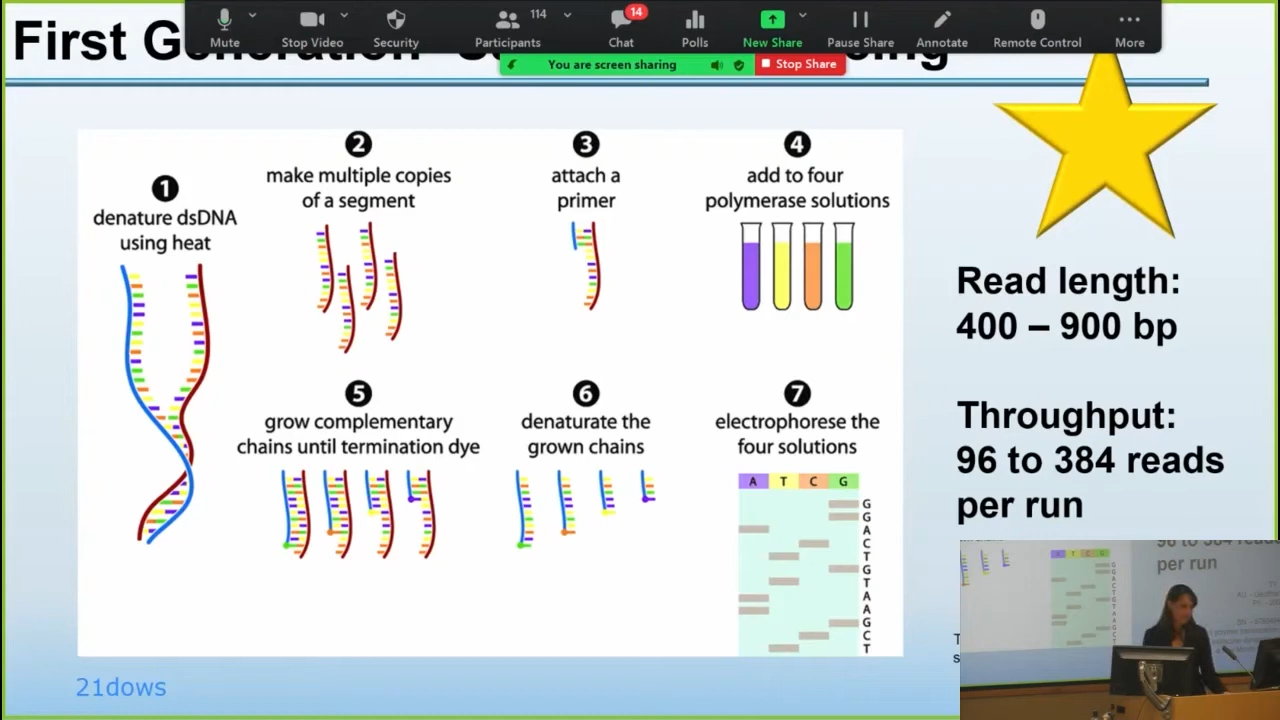 Mute
Stop Video
Security
Participants
114
Chat
14
Polls
New Share
Pause Share
Annotate
Remote Control
More
You are screen sharing
Stop Share
First
1
denature dsDNA
using heat
2
make multiple copies
of a segment
3
attach a
primer
4
add to four
polymerase solutions
5
grow complementary
chains until termination dye
6
denaturate the
grown chains
7
electrophorese the
four solutions
A T C G
G
G
A
C
T
G
T
A
A
G
C
T
Read length:
400 – 900 bp
Throughput:
96 to 384 reads
per run
per run
21dows